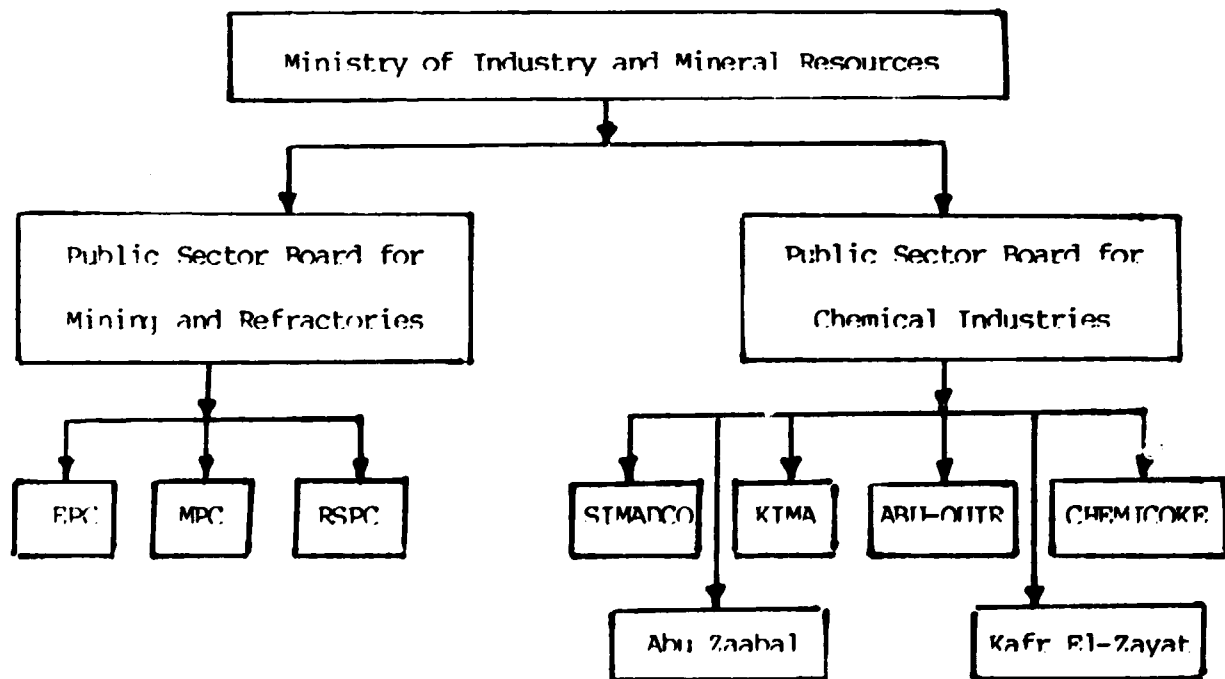 Ministry of Industry and Mineral Resources
Public Sector Board for
Mining and Refractories
Public Sector Board for
Chemical Industries
EPC
MPC
RSPC
SIMADCO
KIMA
ABU-QUIR
CHEMICOKE
Abu Zaabal
Kafr El-Zayat